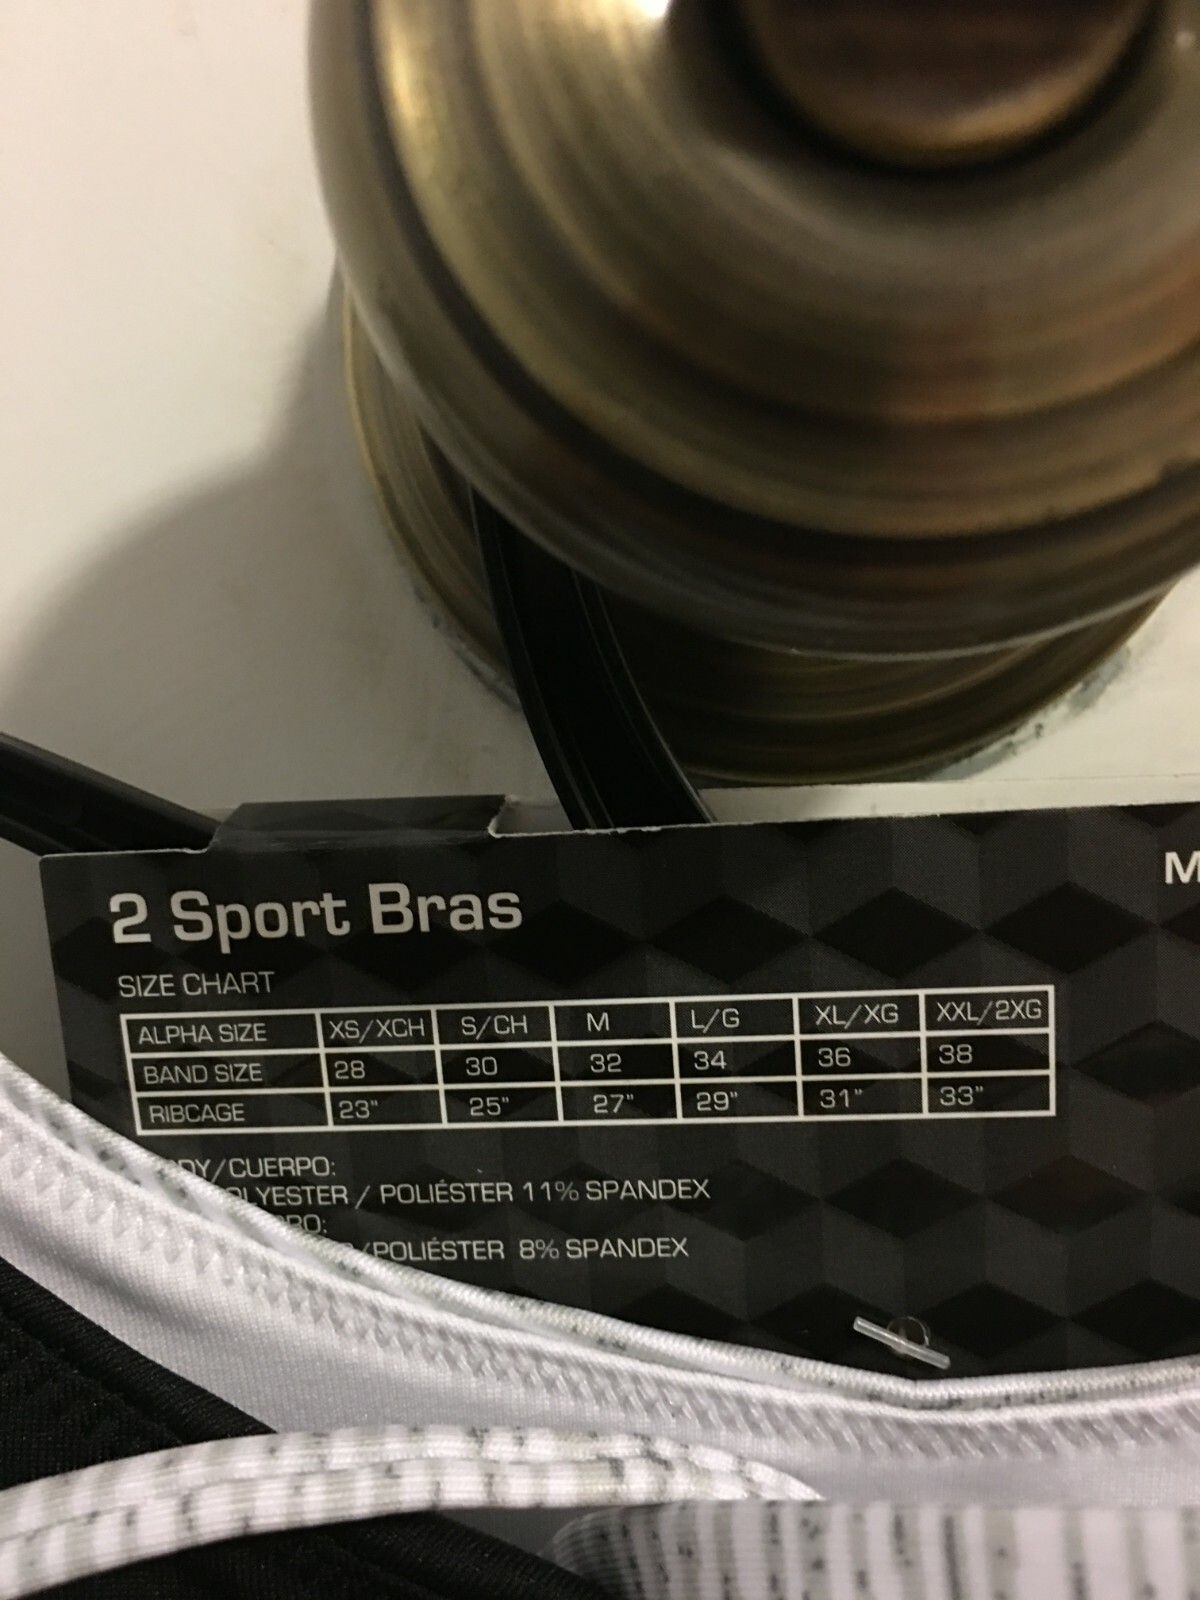 2 Sport Bras
M
SIZE CHART
ALPHA SIZE XS/XCH S/CH M L/G XL/XG XXL/2XG
BAND SIZE 28 30 32 34 36 38
RIBCAGE 23" 25" 27" 29" 31" 33"
/CUERPO:
/ POLIÉSTER 11% SPANDEX
/POLIÉSTER 8% SPANDEX